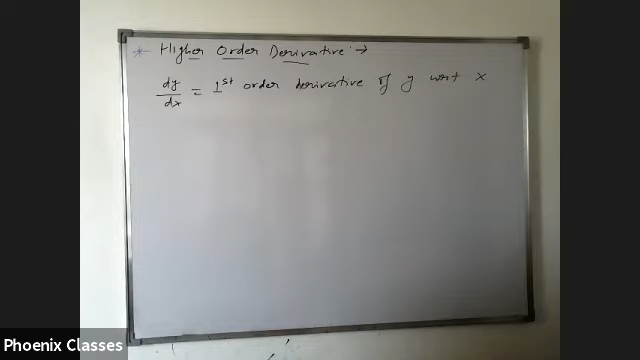 * Higher Order Derivative :→
dy/dx = 1st order derivative of y wrt x
Phoenix Classes